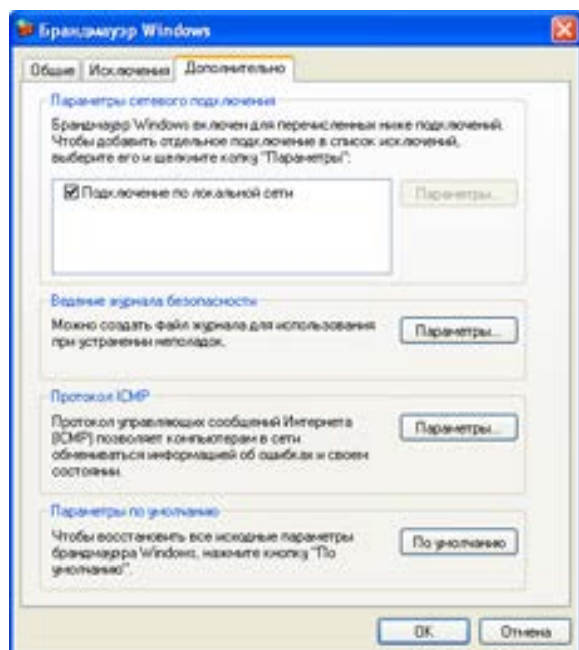 Брандмауэр Windows
Общие Исключения Дополнительно
Параметры сетевого подключения
Брандмауэр Windows включен для перечисленных ниже подключений.
Чтобы добавить отдельное подключение в список исключений,
выберите его и щелкните копку "Параметры":
Подключение по локальной сети
Параметры...
Ведение журнала безопасности
Можно создать файл журнала для использования
при устранении неполадок.
Параметры...
Протокол ICMP
Протокол управляющих сообщений Интернета
(ICMP) позволяет компьютерам в сети
обмениваться информацией об ошибках и своем
состоянии.
Параметры...
Параметры по умолчанию
Чтобы восстановить все исходные параметры
брандмауэра Windows, нажмите кнопку "По
умолчанию".
По умолчанию
ОК
Отмена